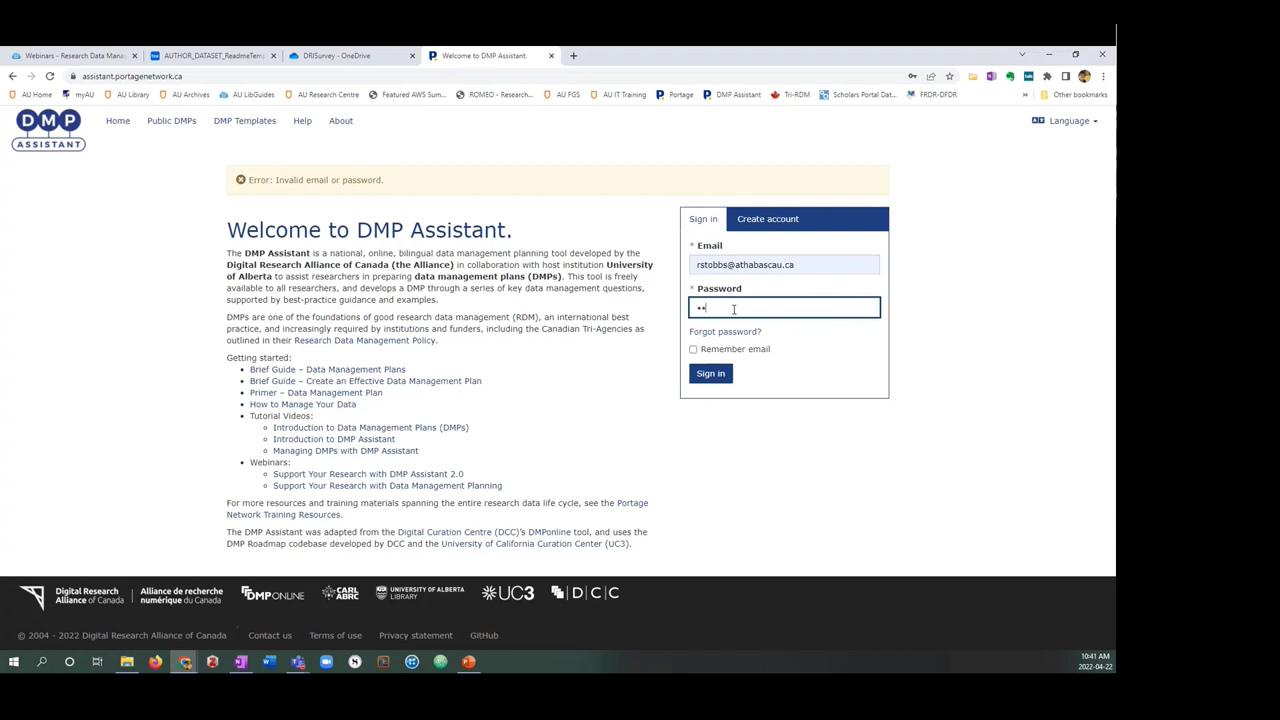 Webinars - Research Data Mana
AUTHOR_DATASET_ReadmeTemp
DRISurvey - OneDrive
Welcome to DMP Assistant.
assistant.portagenetwork.ca
AU Home
myAU
AU Library
AU Archives
AU LibGuides
AU Research Centre
Featured AWS Sum...
ROMEO - Research...
AU FGS
AU IT Training
Portage
DMP Assistant
Tri-RDM
Scholars Portal Dat...
FRDR-DFDR
»
Other bookmarks
DMP
ASSISTANT
Home
Public DMPs
DMP Templates
Help
About
Language
Error: Invalid email or password.
Welcome to DMP Assistant.
The DMP Assistant is a national, online, bilingual data management planning tool developed by the
Digital Research Alliance of Canada (the Alliance) in collaboration with host institution University
of Alberta to assist researchers in preparing data management plans (DMPs). This tool is freely
available to all researchers, and develops a DMP through a series of key data management questions,
supported by best-practice guidance and examples.
DMPs are one of the foundations of good research data management (RDM), an international best
practice, and increasingly required by institutions and funders, including the Canadian Tri-Agencies as
outlined in their Research Data Management Policy.
Getting started:
• Brief Guide – Data Management Plans
• Brief Guide – Create an Effective Data Management Plan
• Primer – Data Management Plan
• How to Manage Your Data
• Tutorial Videos:
◦ Introduction to Data Management Plans (DMPs)
◦ Introduction to DMP Assistant
◦ Managing DMPs with DMP Assistant
• Webinars:
◦ Support Your Research with DMP Assistant 2.0
◦ Support Your Research with Data Management Planning
For more resources and training materials spanning the entire research data life cycle, see the Portage
Network Training Resources.
The DMP Assistant was adapted from the Digital Curation Centre (DCC)'s DMPonline tool, and uses the
DMP Roadmap codebase developed by DCC and the University of California Curation Center (UC3).
Sign in
Create account
* Email
rstobbs@athabascau.ca
* Password
••
Forgot password?
Remember email
Sign in
Digital Research
Alliance of Canada
Alliance de recherche
numérique du Canada
DMPONLINE
CARL
ABRC
UNIVERSITY OF ALBERTA
LIBRARY
UC3
D C C
© 2004 - 2022 Digital Research Alliance of Canada
Contact us
Terms of use
Privacy statement
GitHub
10:41 AM
2022-04-22